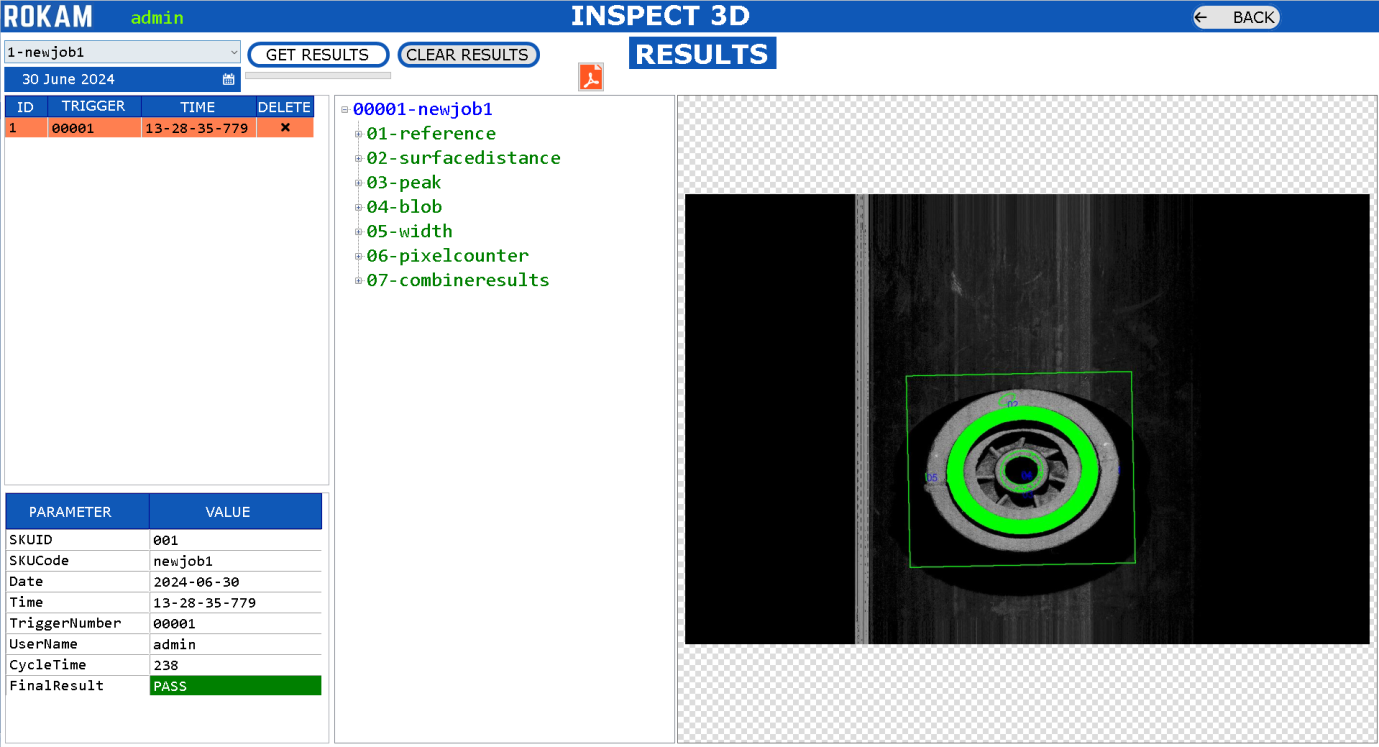 ROKAM admin INSPECT 3D ← BACK
1-newjob1 GET RESULTS CLEAR RESULTS RESULTS
30 June 2024
ID TRIGGER TIME DELETE
1 00001 13-28-35-779 ×
00001-newjob1
01-reference
02-surfacedistance
03-peak
04-blob
05-width
06-pixelcounter
07-combineresults
02
05
PARAMETER VALUE
SKUID 001
SKUCode newjob1
Date 2024-06-30
Time 13-28-35-779
TriggerNumber 00001
UserName admin
CycleTime 238
FinalResult PASS